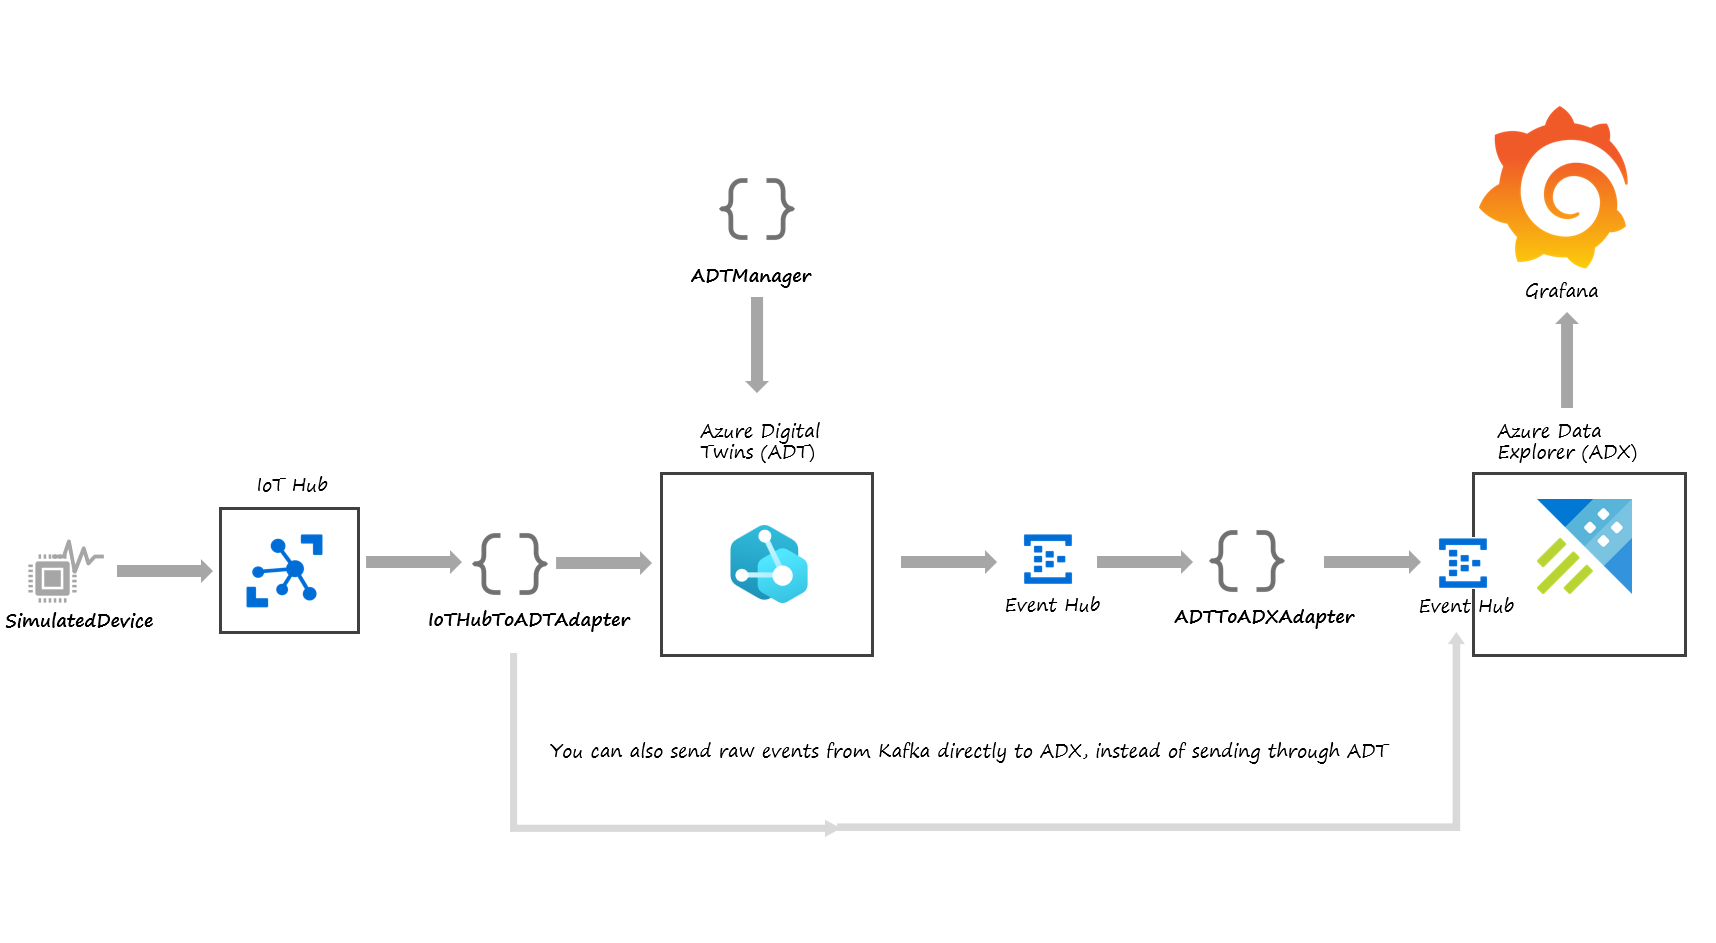 ADTManager
Grafana
Azure Digital
Twins (ADT)
Azure Data
Explorer (ADX)
IoT Hub
SimulatedDevice
IoTHubToADTAdapter
Event Hub
ADTToADXAdapter
Event Hub
You can also send raw events from Kafka directly to ADX, instead of sending through ADT